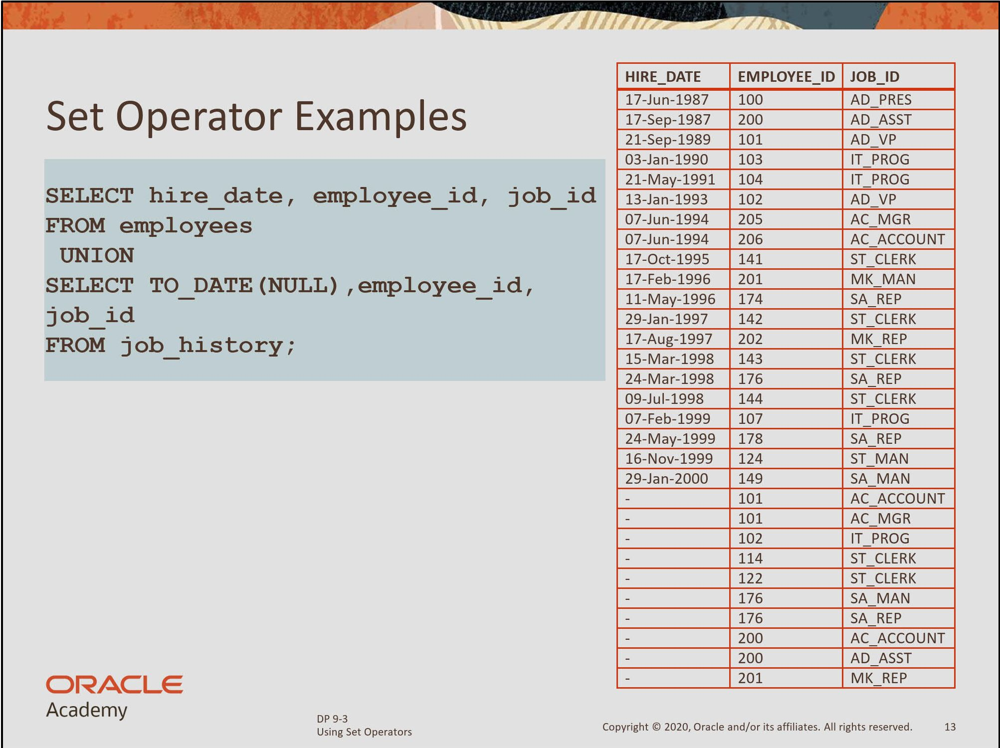 Set Operator Examples
SELECT hire_date, employee_id, job_id
FROM employees
UNION
SELECT TO_DATE(NULL),employee_id,
job_id
FROM job_history;
HIRE_DATE EMPLOYEE_ID JOB_ID
17-Jun-1987 100 AD_PRES
17-Sep-1987 200 AD_ASST
21-Sep-1989 101 AD_VP
03-Jan-1990 103 IT_PROG
21-May-1991 104 IT_PROG
13-Jan-1993 102 AD_VP
07-Jun-1994 205 AC_MGR
07-Jun-1994 206 AC_ACCOUNT
17-Oct-1995 141 ST_CLERK
17-Feb-1996 201 MK_MAN
11-May-1996 174 SA_REP
29-Jan-1997 142 ST_CLERK
17-Aug-1997 202 MK_REP
15-Mar-1998 143 ST_CLERK
24-Mar-1998 176 SA_REP
09-Jul-1998 144 ST_CLERK
07-Feb-1999 107 IT_PROG
24-May-1999 178 SA_REP
16-Nov-1999 124 ST_MAN
29-Jan-2000 149 SA_MAN
- 101 AC_ACCOUNT
- 101 AC_MGR
- 102 IT_PROG
- 114 ST_CLERK
- 122 ST_CLERK
- 176 SA_MAN
- 176 SA_REP
- 200 AC_ACCOUNT
- 200 AD_ASST
- 201 MK_REP
ORACLE
Academy
DP 9-3
Using Set Operators
Copyright © 2020, Oracle and/or its affiliates. All rights reserved. 13